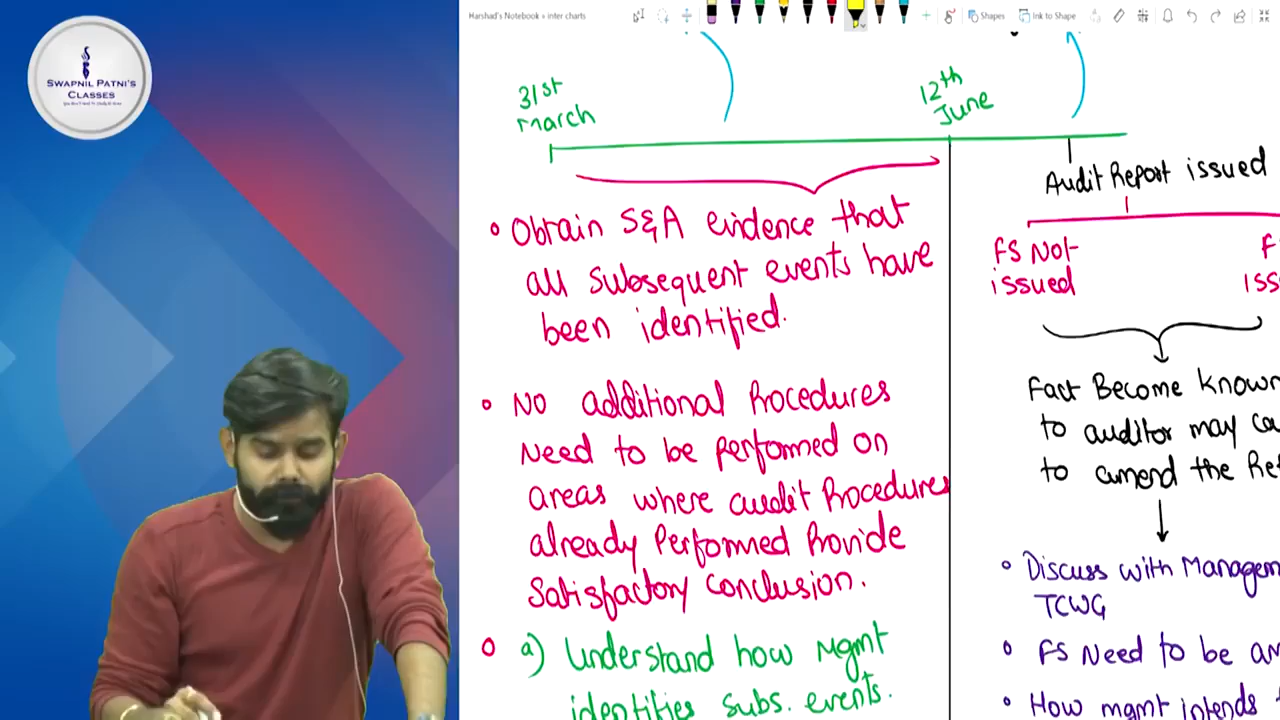 SWAPNIL PATNI'S
CLASSES
Harshad's Notebook » inter charts
Shapes
Ink to Shape
31st
March
12th
June
Audit Report issued
FS Not
issued
• Obtain S&A evidence that
all subsequent events have
been identified.
• No additional Procedures
Need to be performed on
areas where audit Procedures
already Performed Provide
Satisfactory conclusion.
a) Understand how Mgmt
identifies subs. events.
Fact Become known
to auditor may
to amend the
• Discuss with
TCWG
• FS Need to be
• How mgmt intends